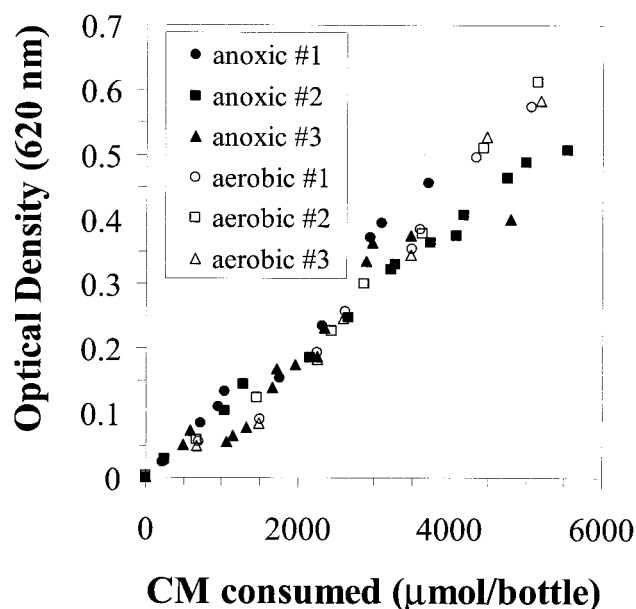 Optical Density (620 nm)
0.7
0.6
0.5
0.4
0.3
0.2
0.1
0
anoxic #1
anoxic #2
anoxic #3
aerobic #1
aerobic #2
aerobic #3
0 2000 4000 6000
CM consumed (μmol/bottle)